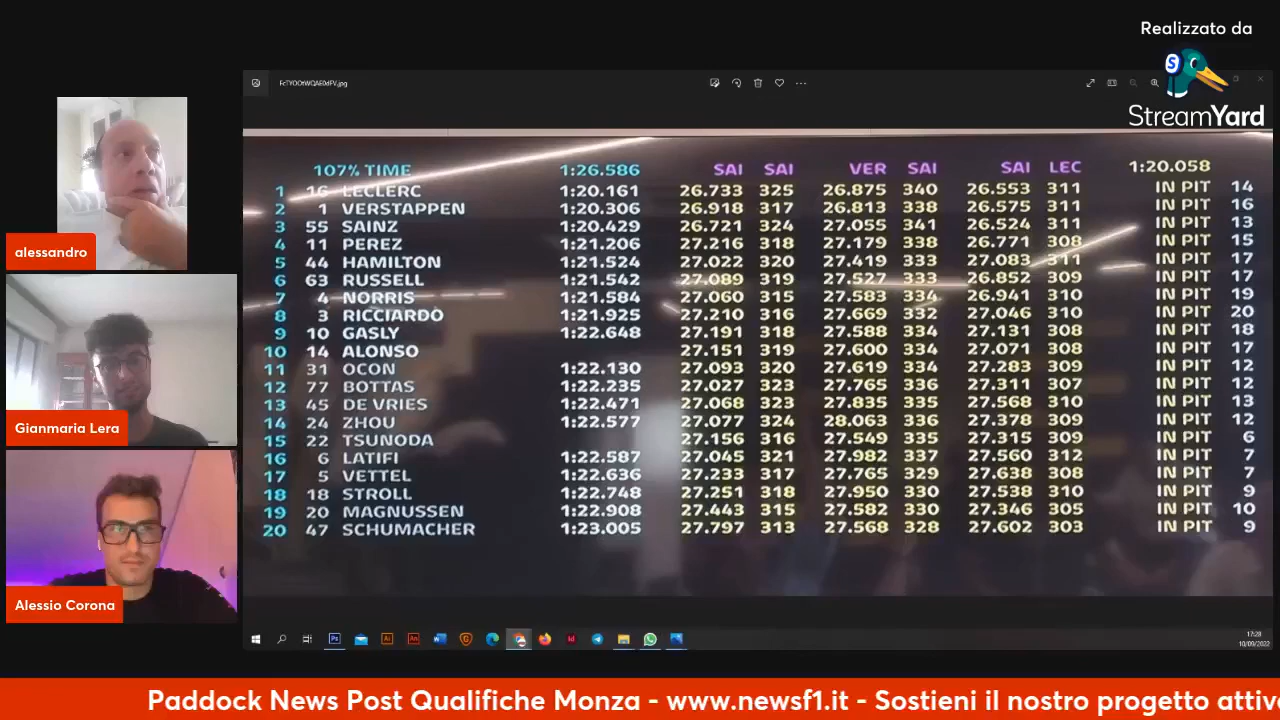 Realizzato da
StreamYard
FcTYOOtWQAE0dFV.jpg
107% TIME 1:26.586 SAI SAI VER SAI SAI LEC 1:20.058
1 16 LECLERC 1:20.161 26.733 325 26.875 340 26.553 311 IN PIT 14
2 1 VERSTAPPEN 1:20.306 26.918 317 26.813 338 26.575 311 IN PIT 16
3 55 SAINZ 1:20.429 26.721 324 27.055 341 26.524 311 IN PIT 13
4 11 PEREZ 1:21.206 27.216 318 27.179 338 26.771 308 IN PIT 15
5 44 HAMILTON 1:21.524 27.022 320 27.419 333 27.083 311 IN PIT 17
6 63 RUSSELL 1:21.542 27.089 319 27.527 333 26.852 309 IN PIT 17
7 4 NORRIS 1:21.584 27.060 315 27.583 334 26.941 310 IN PIT 19
8 3 RICCIARDO 1:21.925 27.210 316 27.669 332 27.046 310 IN PIT 20
9 10 GASLY 1:22.648 27.191 318 27.588 334 27.131 308 IN PIT 18
10 14 ALONSO 27.151 319 27.600 334 27.071 308 IN PIT 17
11 31 OCON 1:22.130 27.093 320 27.619 334 27.283 309 IN PIT 12
12 77 BOTTAS 1:22.235 27.027 323 27.765 336 27.311 307 IN PIT 12
13 45 DE VRIES 1:22.471 27.068 323 27.835 335 27.568 310 IN PIT 13
14 24 ZHOU 1:22.577 27.077 324 28.063 336 27.378 309 IN PIT 12
15 22 TSUNODA 27.156 316 27.549 335 27.315 309 IN PIT 6
16 6 LATIFI 1:22.587 27.045 321 27.982 337 27.560 312 IN PIT 7
17 5 VETTEL 1:22.636 27.233 317 27.765 329 27.638 308 IN PIT 7
18 18 STROLL 1:22.748 27.251 318 27.950 330 27.538 310 IN PIT 9
19 20 MAGNUSSEN 1:22.908 27.443 315 27.582 330 27.346 305 IN PIT 10
20 47 SCHUMACHER 1:23.005 27.797 313 27.568 328 27.602 303 IN PIT 9
alessandro
Gianmaria Lera
Alessio Corona
17:28
10/09/2022
Paddock News Post Qualifiche Monza - www.newsf1.it - Sostieni il nostro progetto attiv